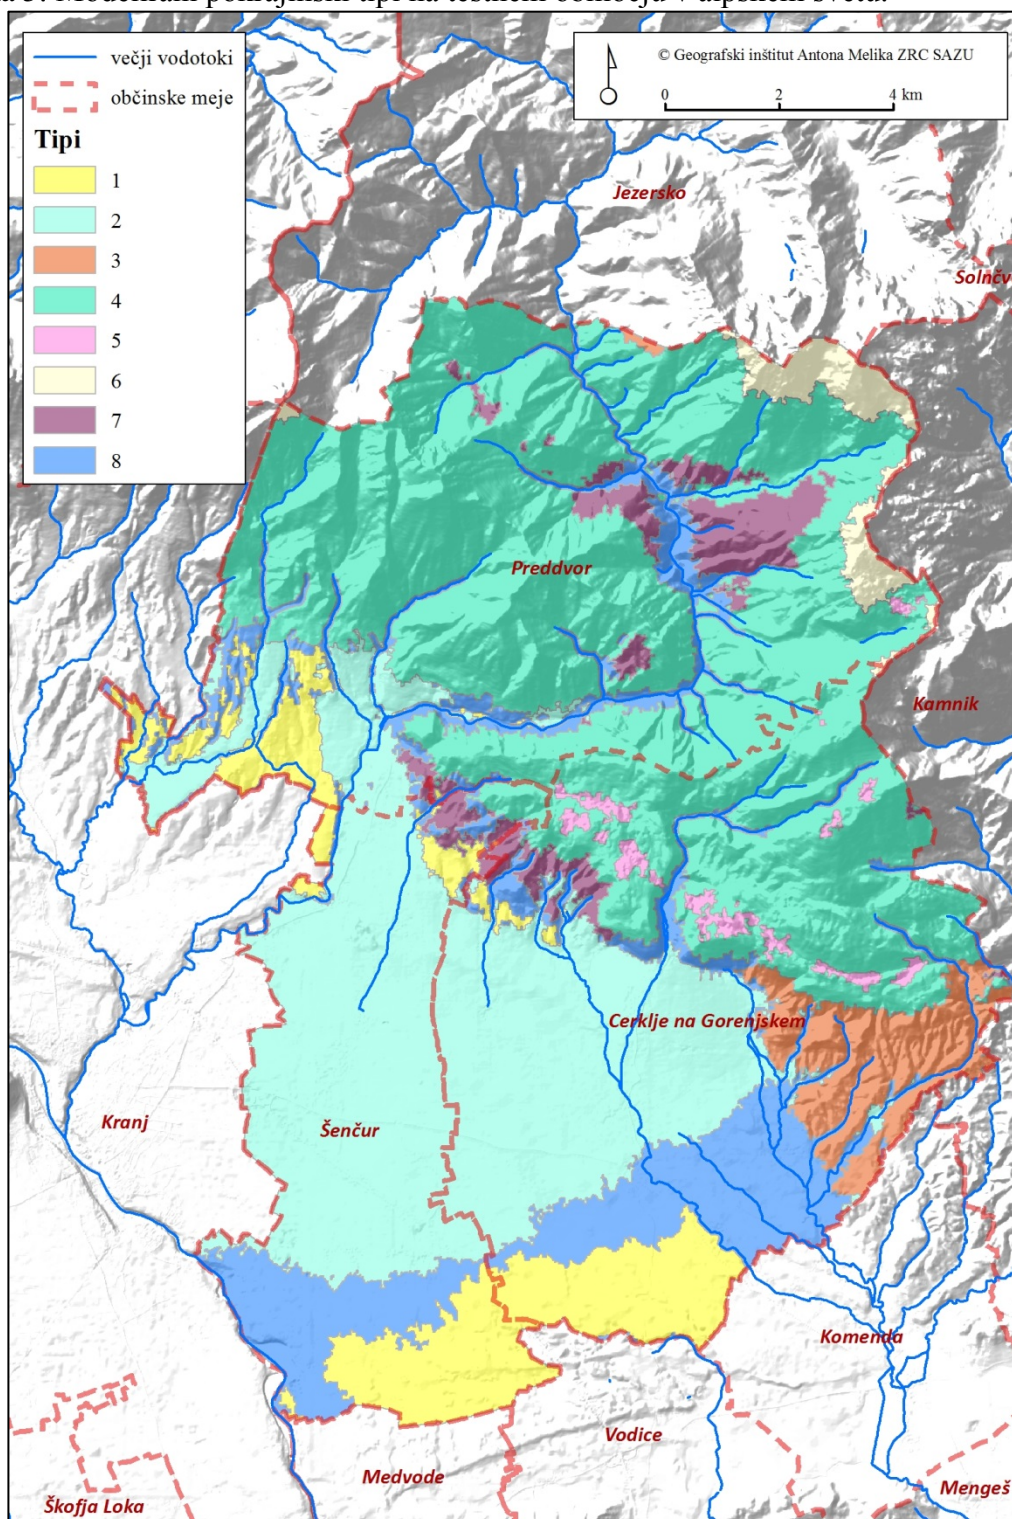 večji vodotoki
občinske meje
Tipi
1
2
3
4
5
6
7
8
© Geografski inštitut Antona Melika ZRC SAZU
0 2 4 km
Jezersko
Preddvor
Kamnik
Cerklje na Gorenjskem
Kranj
Šenčur
Komenda
Vodice
Medvode
Mengeš
Škofja Loka